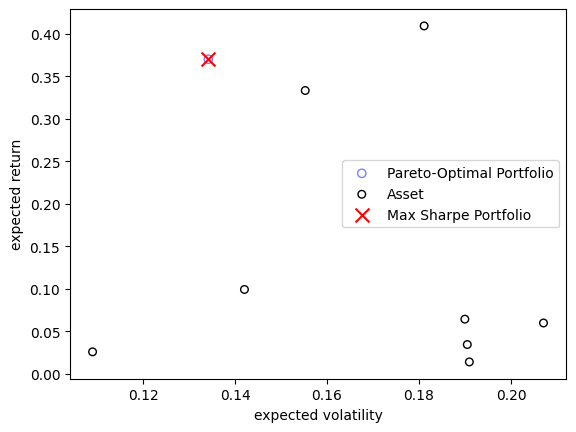 0.40
0.35
0.30
0.25
0.20
0.15
0.10
0.05
0.00
expected return
Pareto-Optimal Portfolio
Asset
Max Sharpe Portfolio
0.12 0.14 0.16 0.18 0.20
expected volatility